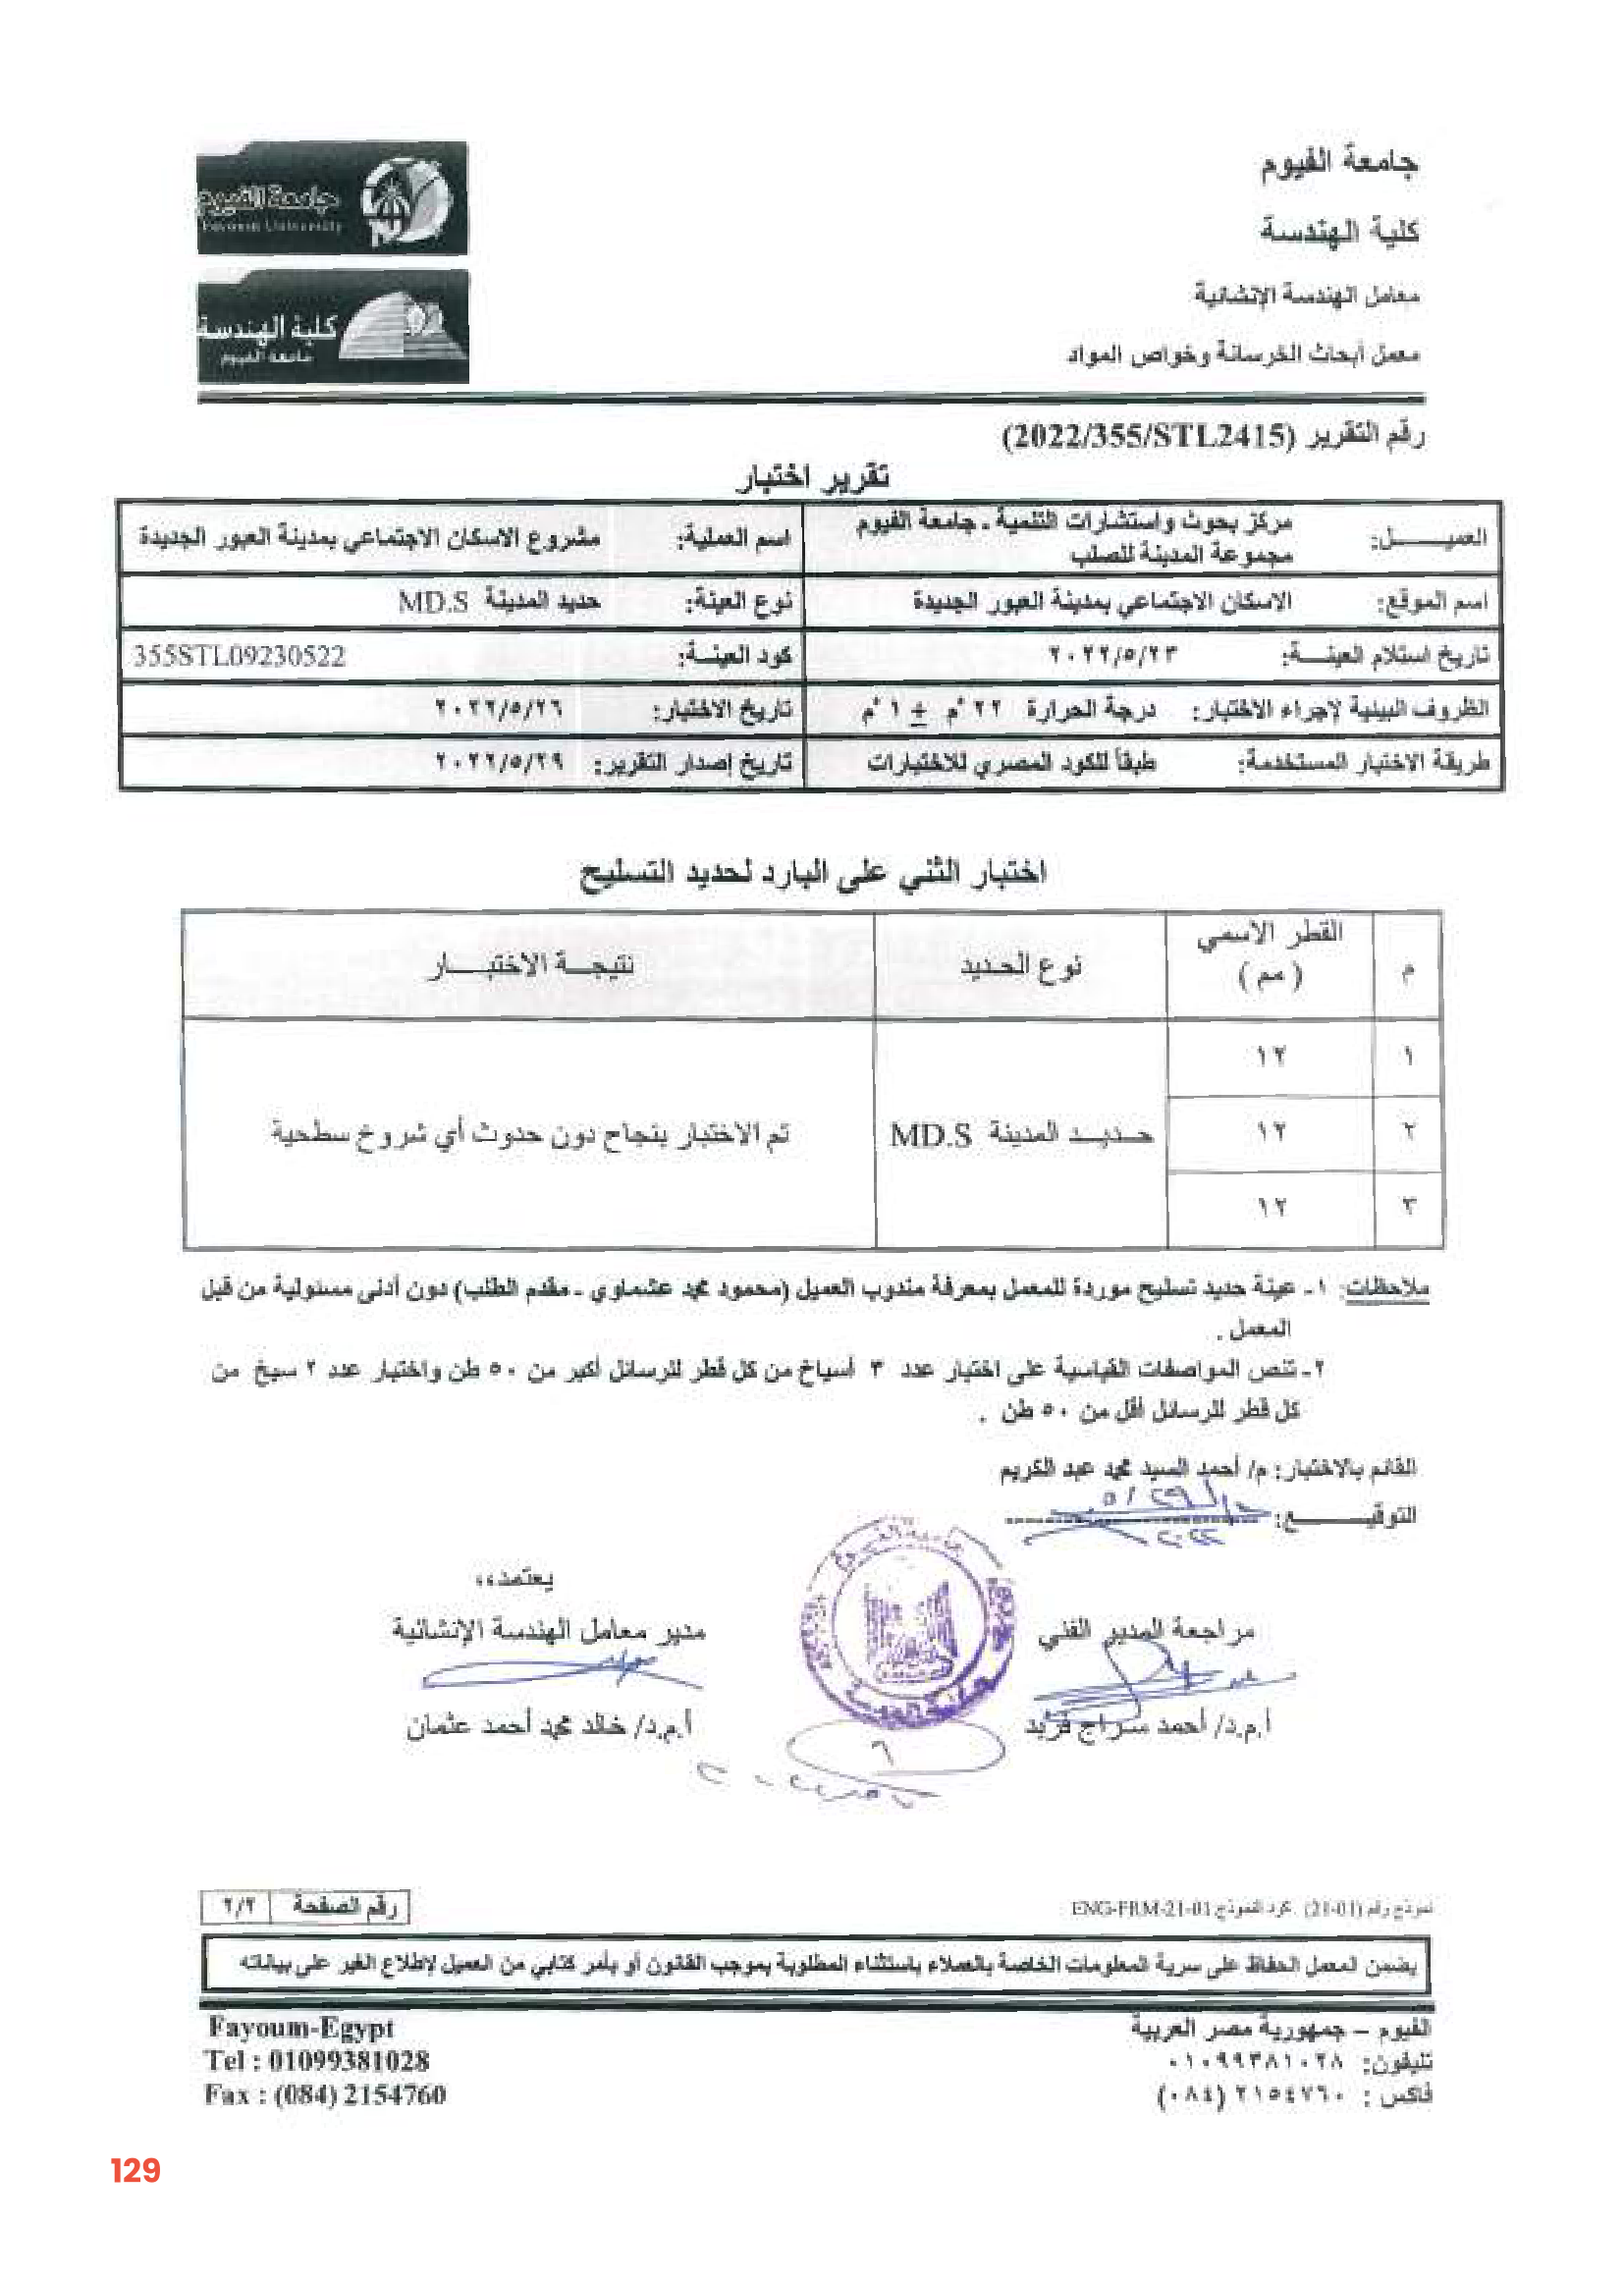 جامعة الفيوم
كلية الهندسة
معامل الهندسة الإنشائية
معمل أبحاث الخرسانة وخواص المواد
جامعة الفيوم
Fayoum University
كلية الهندسة
جامعة الفيوم
رقم التقرير (2022/355/STL2415)
تقرير اختبار
العميــــل: مركز بحوث واستشارات التنمية - جامعة الفيوم
مجموعة المدينة للصلب
اسم العملية: مشروع الاسكان الاجتماعي بمدينة العبور الجديدة
اسم الموقع: الاسكان الاجتماعي بمدينة العبور الجديدة
نوع العينة: حديد المدينة MD.S
تاريخ استلام العينـــة: ٢٠٢٢/٥/٢٣
كود العينـــة: 355STL09230522
الظروف البيئية لإجراء الاختبار: درجة الحرارة ٢٢ °م ± ١ °م
تاريخ الاختبار: ٢٠٢٢/٥/٢٦
طريقة الاختبار المستخدمة: طبقاً للكود المصري للاختبارات
تاريخ إصدار التقرير: ٢٠٢٢/٥/٢٩
اختبار الثني على البارد لحديد التسليح
م القطر الاسمي (مم) نوع الحديد نتيجـــة الاختبـــــار
١ ١٢
٢ ١٢ حـــديـــد المدينة MD.S تم الاختبار بنجاح دون حدوث أي شروخ سطحية
٣ ١٢
ملاحظات: ١- عينة حديد تسليح موردة للمعمل بمعرفة مندوب العميل (محمود محمد عشماوي - مقدم الطلب) دون أدنى مسئولية من قبل
المعمل .
٢- تنص المواصفات القياسية على اختبار عدد ٣ أسياخ من كل قطر للرسائل أكبر من ٥٠ طن واختبار عدد ٢ سيخ من
كل قطر للرسائل أقل من ٥٠ طن .
القائم بالاختبار: م/ أحمد السيد محمد عبد الكريم
التوقيـــــــع:
٢٩/٥
٢٠٢٢
يعتمد،،
مراجعة المدير الفني
مدير معامل الهندسة الإنشائية
أ.م.د/ أحمد سراج فريد
أ.م.د/ خالد محمد أحمد عثمان
نموذج رقم (21-01) كود النموذج ENG-FRM-21-01
رقم الصفحة ٢/٢
يضمن المعمل الحفاظ على سرية المعلومات الخاصة بالعملاء باستثناء المطلوبة بموجب القانون أو بأمر كتابي من العميل لإطلاع الغير على بياناته
الفيوم – جمهورية مصر العربية
تليفون: ٠١٠٩٩٣٨١٠٢٨
فاكس : ٢١٥٤٧٦٠ (٠٨٤)
Fayoum-Egypt
Tel : 01099381028
Fax : (084) 2154760
129